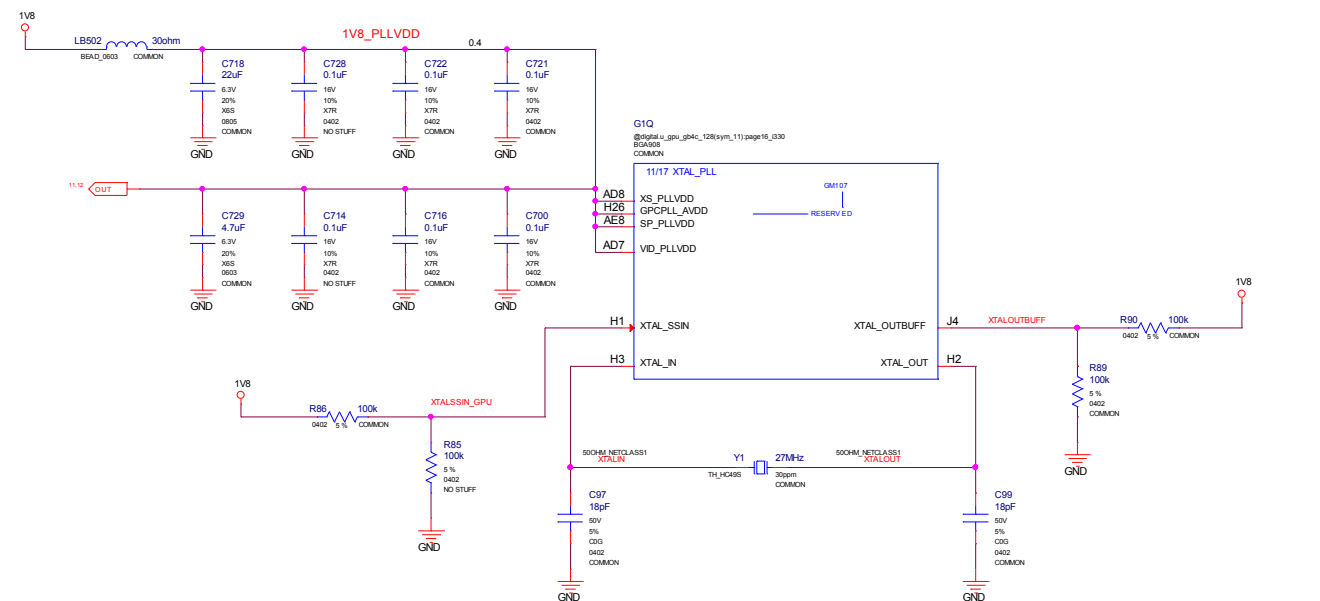 1V8
LB502 30ohm
BEAD_0603 COMMON
1V8_PLLVDD
0.4
C718
22uF
6.3V
20%
X6S
0805
COMMON
GND
C728
0.1uF
16V
10%
X7R
0402
NO STUFF
GND
C722
0.1uF
16V
10%
X7R
0402
COMMON
GND
C721
0.1uF
16V
10%
X7R
0402
COMMON
GND
G1Q
@digital.u_gpu_gb4c_128(sym_11):page16_i330
BGA908
COMMON
11/17 XTAL_PLL
GM107
RESERVED
11,12 OUT
C729
4.7uF
6.3V
20%
X6S
0603
COMMON
GND
C714
0.1uF
16V
10%
X7R
0402
NO STUFF
GND
C716
0.1uF
16V
10%
X7R
0402
COMMON
GND
C700
0.1uF
16V
10%
X7R
0402
COMMON
GND
AD8 XS_PLLVDD
H26 GPCPLL_AVDD
AE8 SP_PLLVDD
AD7 VID_PLLVDD
H1 XTAL_SSIN
H3 XTAL_IN
XTAL_OUTBUFF J4
XTAL_OUT H2
XTALOUTBUFF
1V8
R90 100k
0402 5 % COMMON
R89
100k
5 %
0402
COMMON
GND
1V8
R86 100k
0402 5 % COMMON
XTALSSIN_GPU
R85
100k
5 %
0402
NO STUFF
GND
50OHM_NETCLASS1
XTALIN
Y1 27MHz
TH_HC49S 30ppm
COMMON
50OHM_NETCLASS1
XTALOUT
C97
18pF
50V
5%
C0G
0402
COMMON
GND
C99
18pF
50V
5%
C0G
0402
COMMON
GND